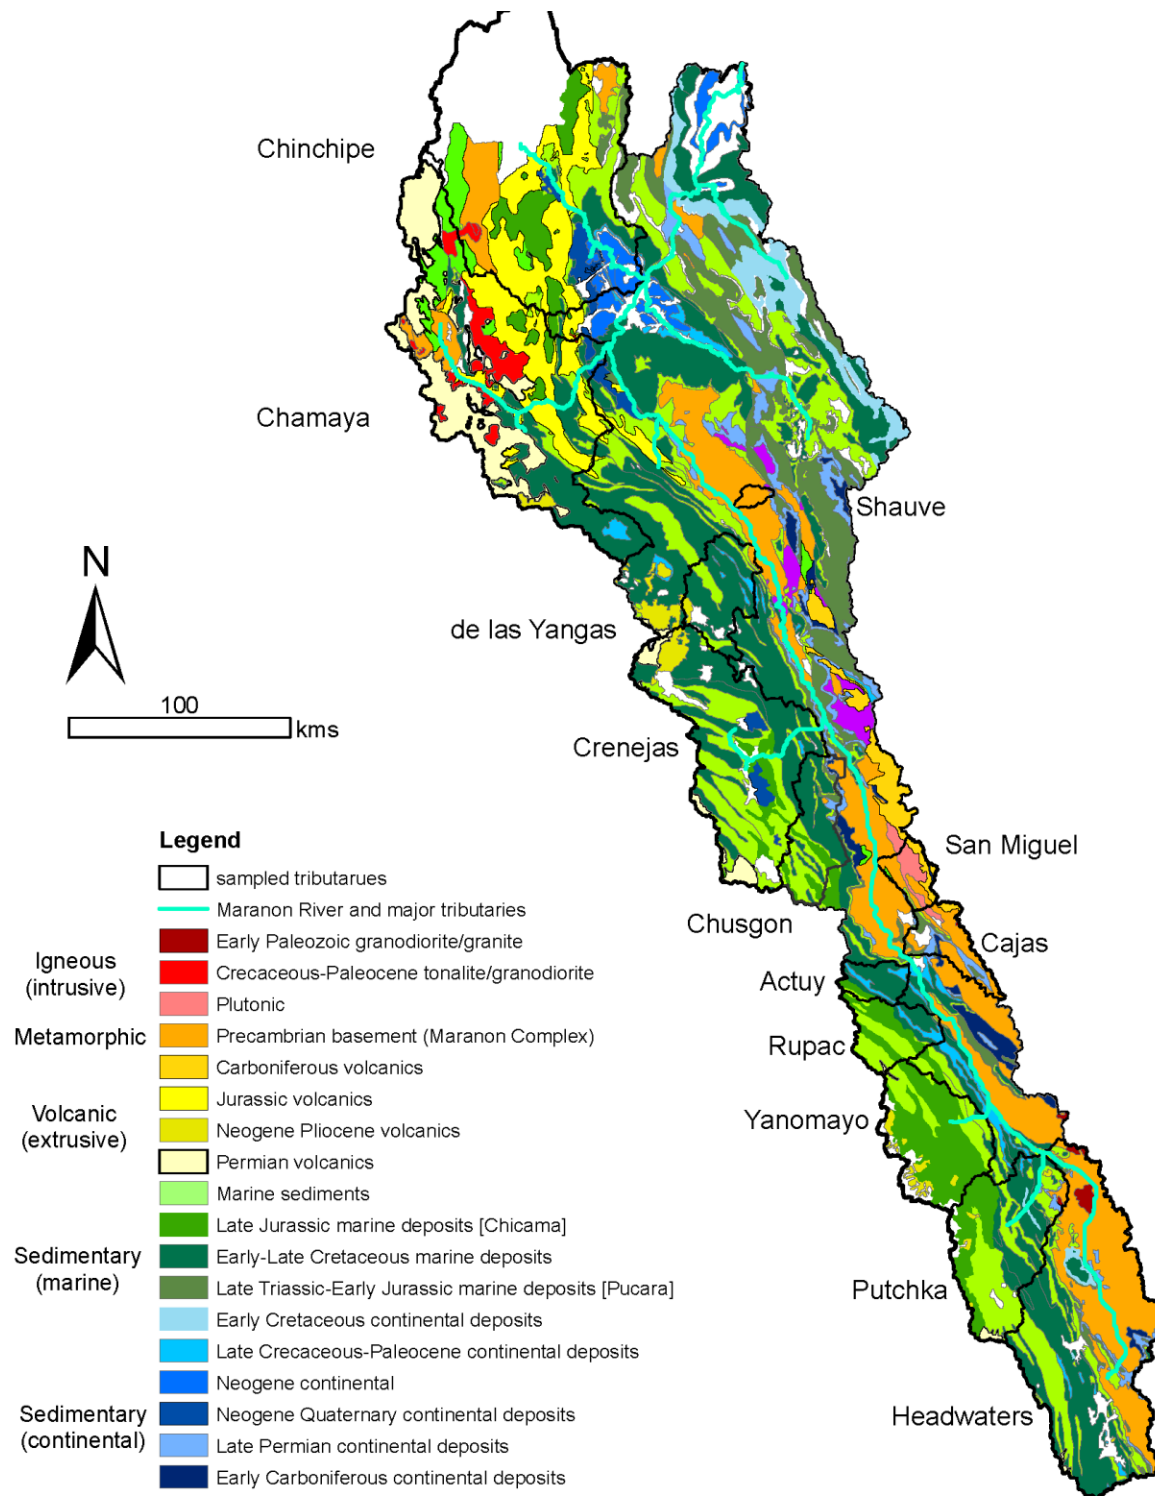 Chinchipe
Chamaya
Shauve
N
de las Yangas
100
kms
Crenejas
San Miguel
Chusgon
Cajas
Actuy
Rupac
Yanomayo
Putchka
Headwaters
Legend
sampled tributarues
Maranon River and major tributaries
Igneous
(intrusive)
Early Paleozoic granodiorite/granite
Crecaceous-Paleocene tonalite/granodiorite
Plutonic
Metamorphic
Precambrian basement (Maranon Complex)
Volcanic
(extrusive)
Carboniferous volcanics
Jurassic volcanics
Neogene Pliocene volcanics
Permian volcanics
Sedimentary
(marine)
Marine sediments
Late Jurassic marine deposits [Chicama]
Early-Late Cretaceous marine deposits
Late Triassic-Early Jurassic marine deposits [Pucara]
Early Cretaceous continental deposits
Late Crecaceous-Paleocene continental deposits
Sedimentary
(continental)
Neogene continental
Neogene Quaternary continental deposits
Late Permian continental deposits
Early Carboniferous continental deposits